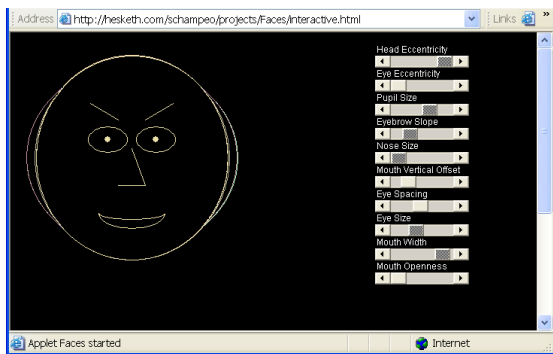 Address http://hesketh.com/schampeo/projects/Faces/interactive.html Links »
Head Eccentricity
Eye Eccentricity
Pupil Size
Eyebrow Slope
Nose Size
Mouth Vertical Offset
Eye Spacing
Eye Size
Mouth Width
Mouth Openness
Applet Faces started Internet